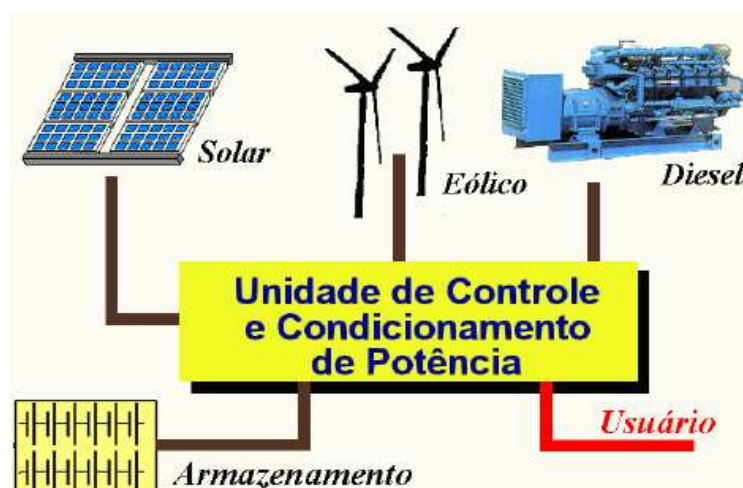 Solar
Eólico
Diesel
Unidade de Controle
e Condicionamento
de Potência
Usuário
Armazenamento